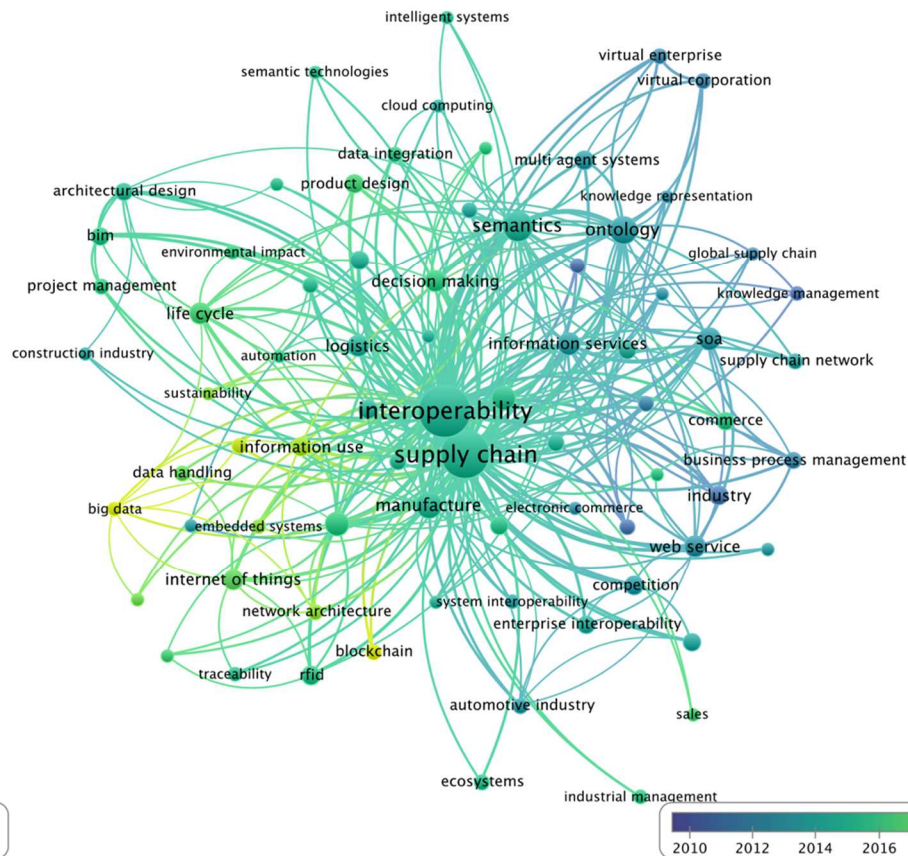 intelligent systems
virtual enterprise
semantic technologies
virtual corporation
cloud computing
data integration
multi agent systems
product design
architectural design
knowledge representation
semantics
ontology
bim
environmental impact
global supply chain
decision making
project management
knowledge management
life cycle
logistics
information services
soa
construction industry
automation
supply chain network
sustainability
interoperability
commerce
information use
supply chain
business process management
data handling
industry
big data
manufacture
electronic commerce
embedded systems
web service
internet of things
competition
system interoperability
network architecture
enterprise interoperability
blockchain
traceability
rfid
automotive industry
sales
ecosystems
industrial management
2010 2012 2014 2016